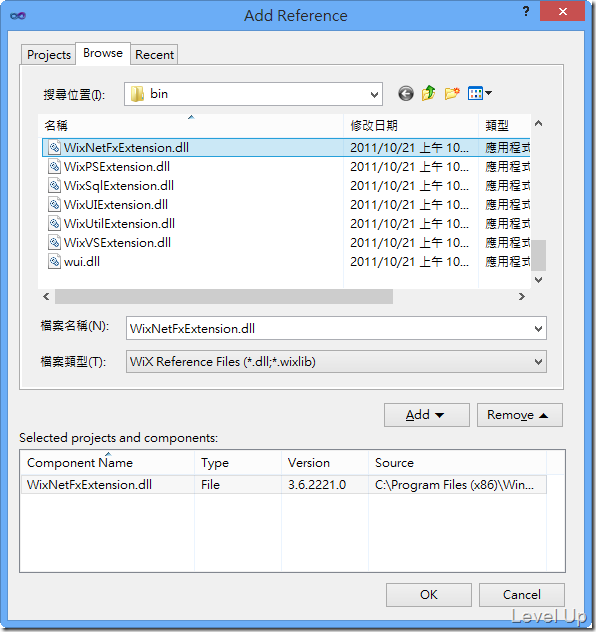 Add Reference
?
Projects Browse Recent
搜尋位置(I): bin
名稱 修改日期 類型
WixNetFxExtension.dll 2011/10/21 上午 10... 應用程式
WixPSExtension.dll 2011/10/21 上午 10... 應用程式
WixSqlExtension.dll 2011/10/21 上午 10... 應用程式
WixUIExtension.dll 2011/10/21 上午 10... 應用程式
WixUtilExtension.dll 2011/10/21 上午 10... 應用程式
WixVSExtension.dll 2011/10/21 上午 10... 應用程式
wui.dll 2011/10/21 上午 10... 應用程式
檔案名稱(N): WixNetFxExtension.dll
檔案類型(T): WiX Reference Files (*.dll;*.wixlib)
Add Remove
Selected projects and components:
Component Name Type Version Source
WixNetFxExtension.dll File 3.6.2221.0 C:\Program Files (x86)\Win...
OK Cancel
Level Up